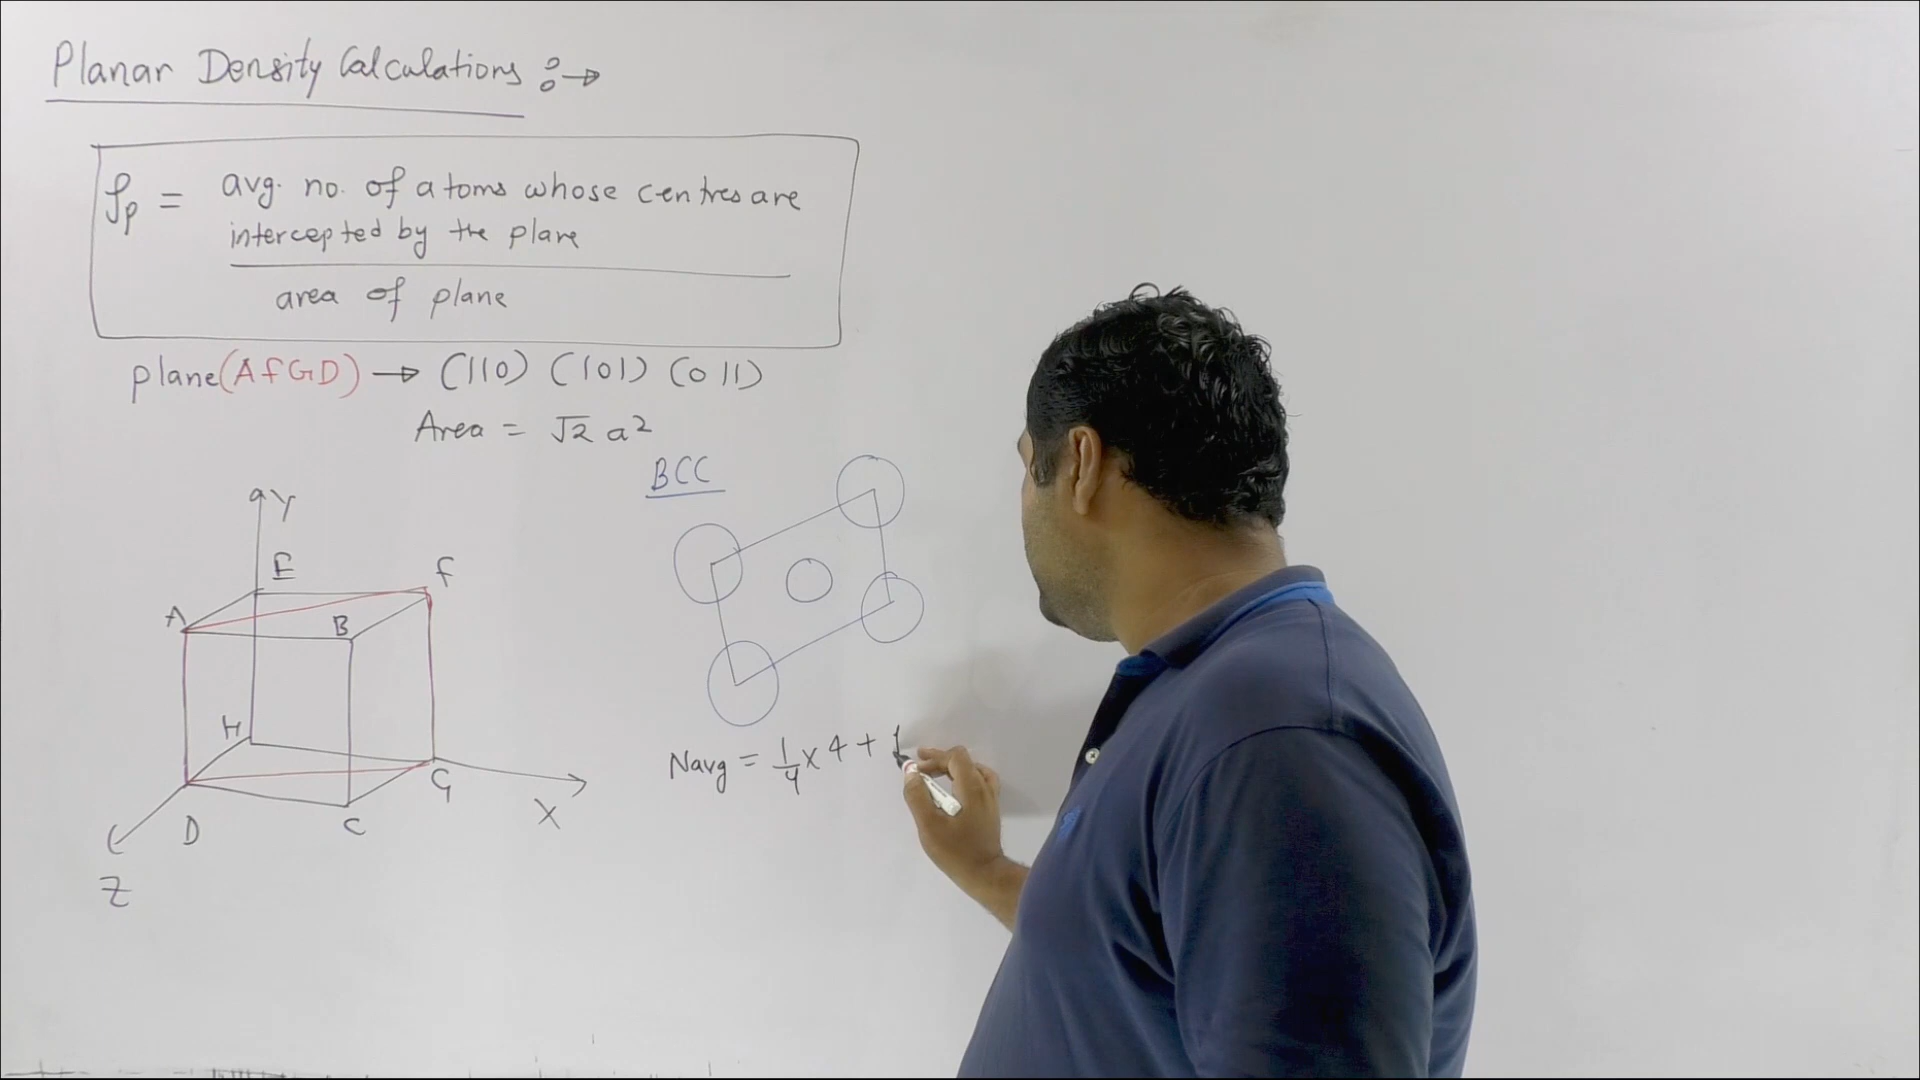 Planar Density Calculations :→
ρp = avg. no. of atoms whose centres are
intercepted by the plane
area of plane
plane(AfGD) → (110) (101) (011)
Area = √2 a²
BCC
Y
E
f
A
B
H
G
X
D
C
Z
Navg = 1/4 x 4 + 1